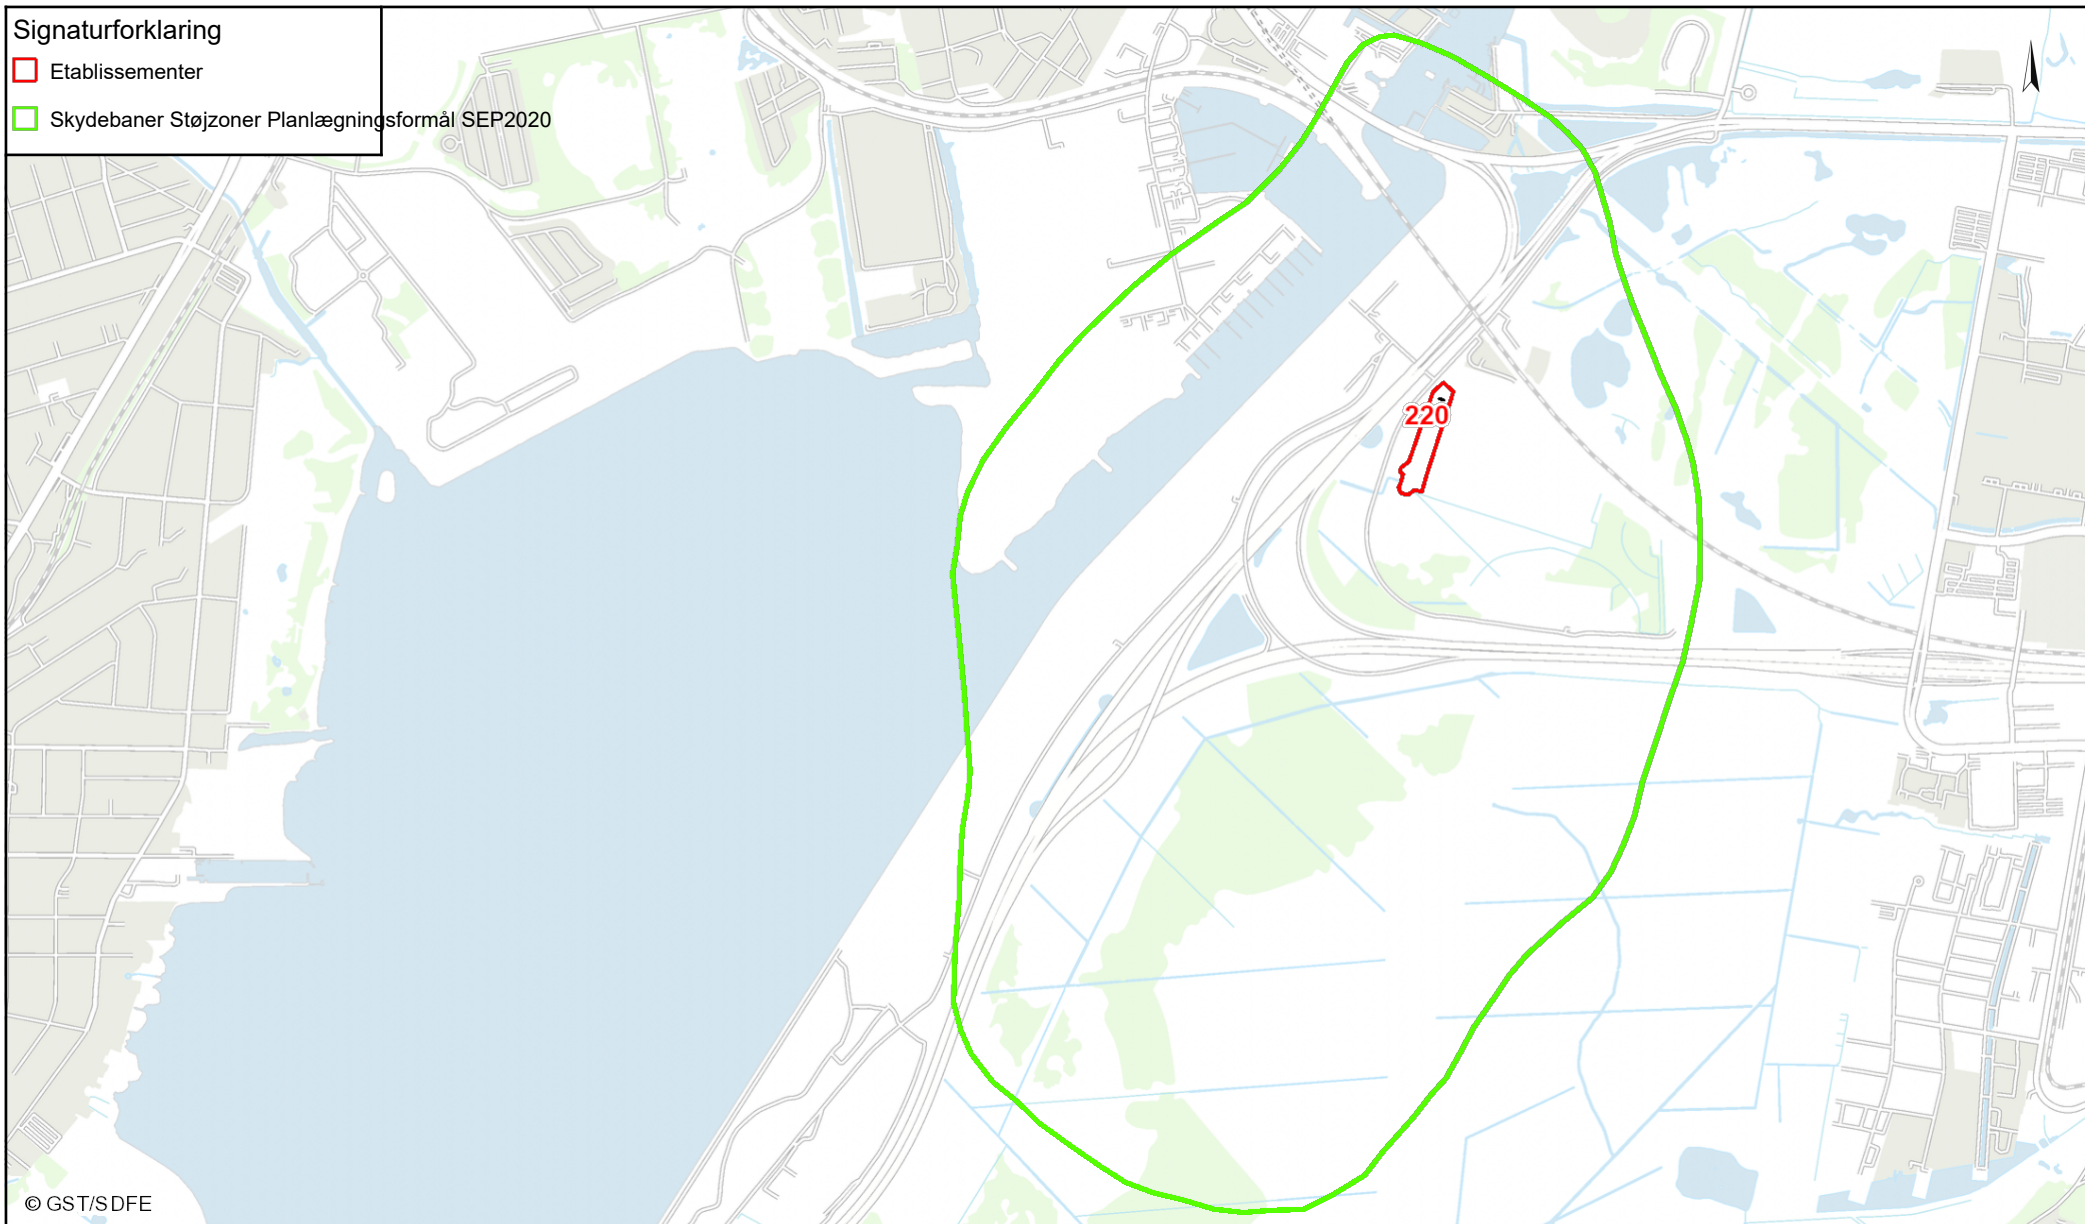 Signaturforklaring
Etablissementer
Skydebaner Støjzoner Planlægningsformål SEP2020
220
© GST/SDFE